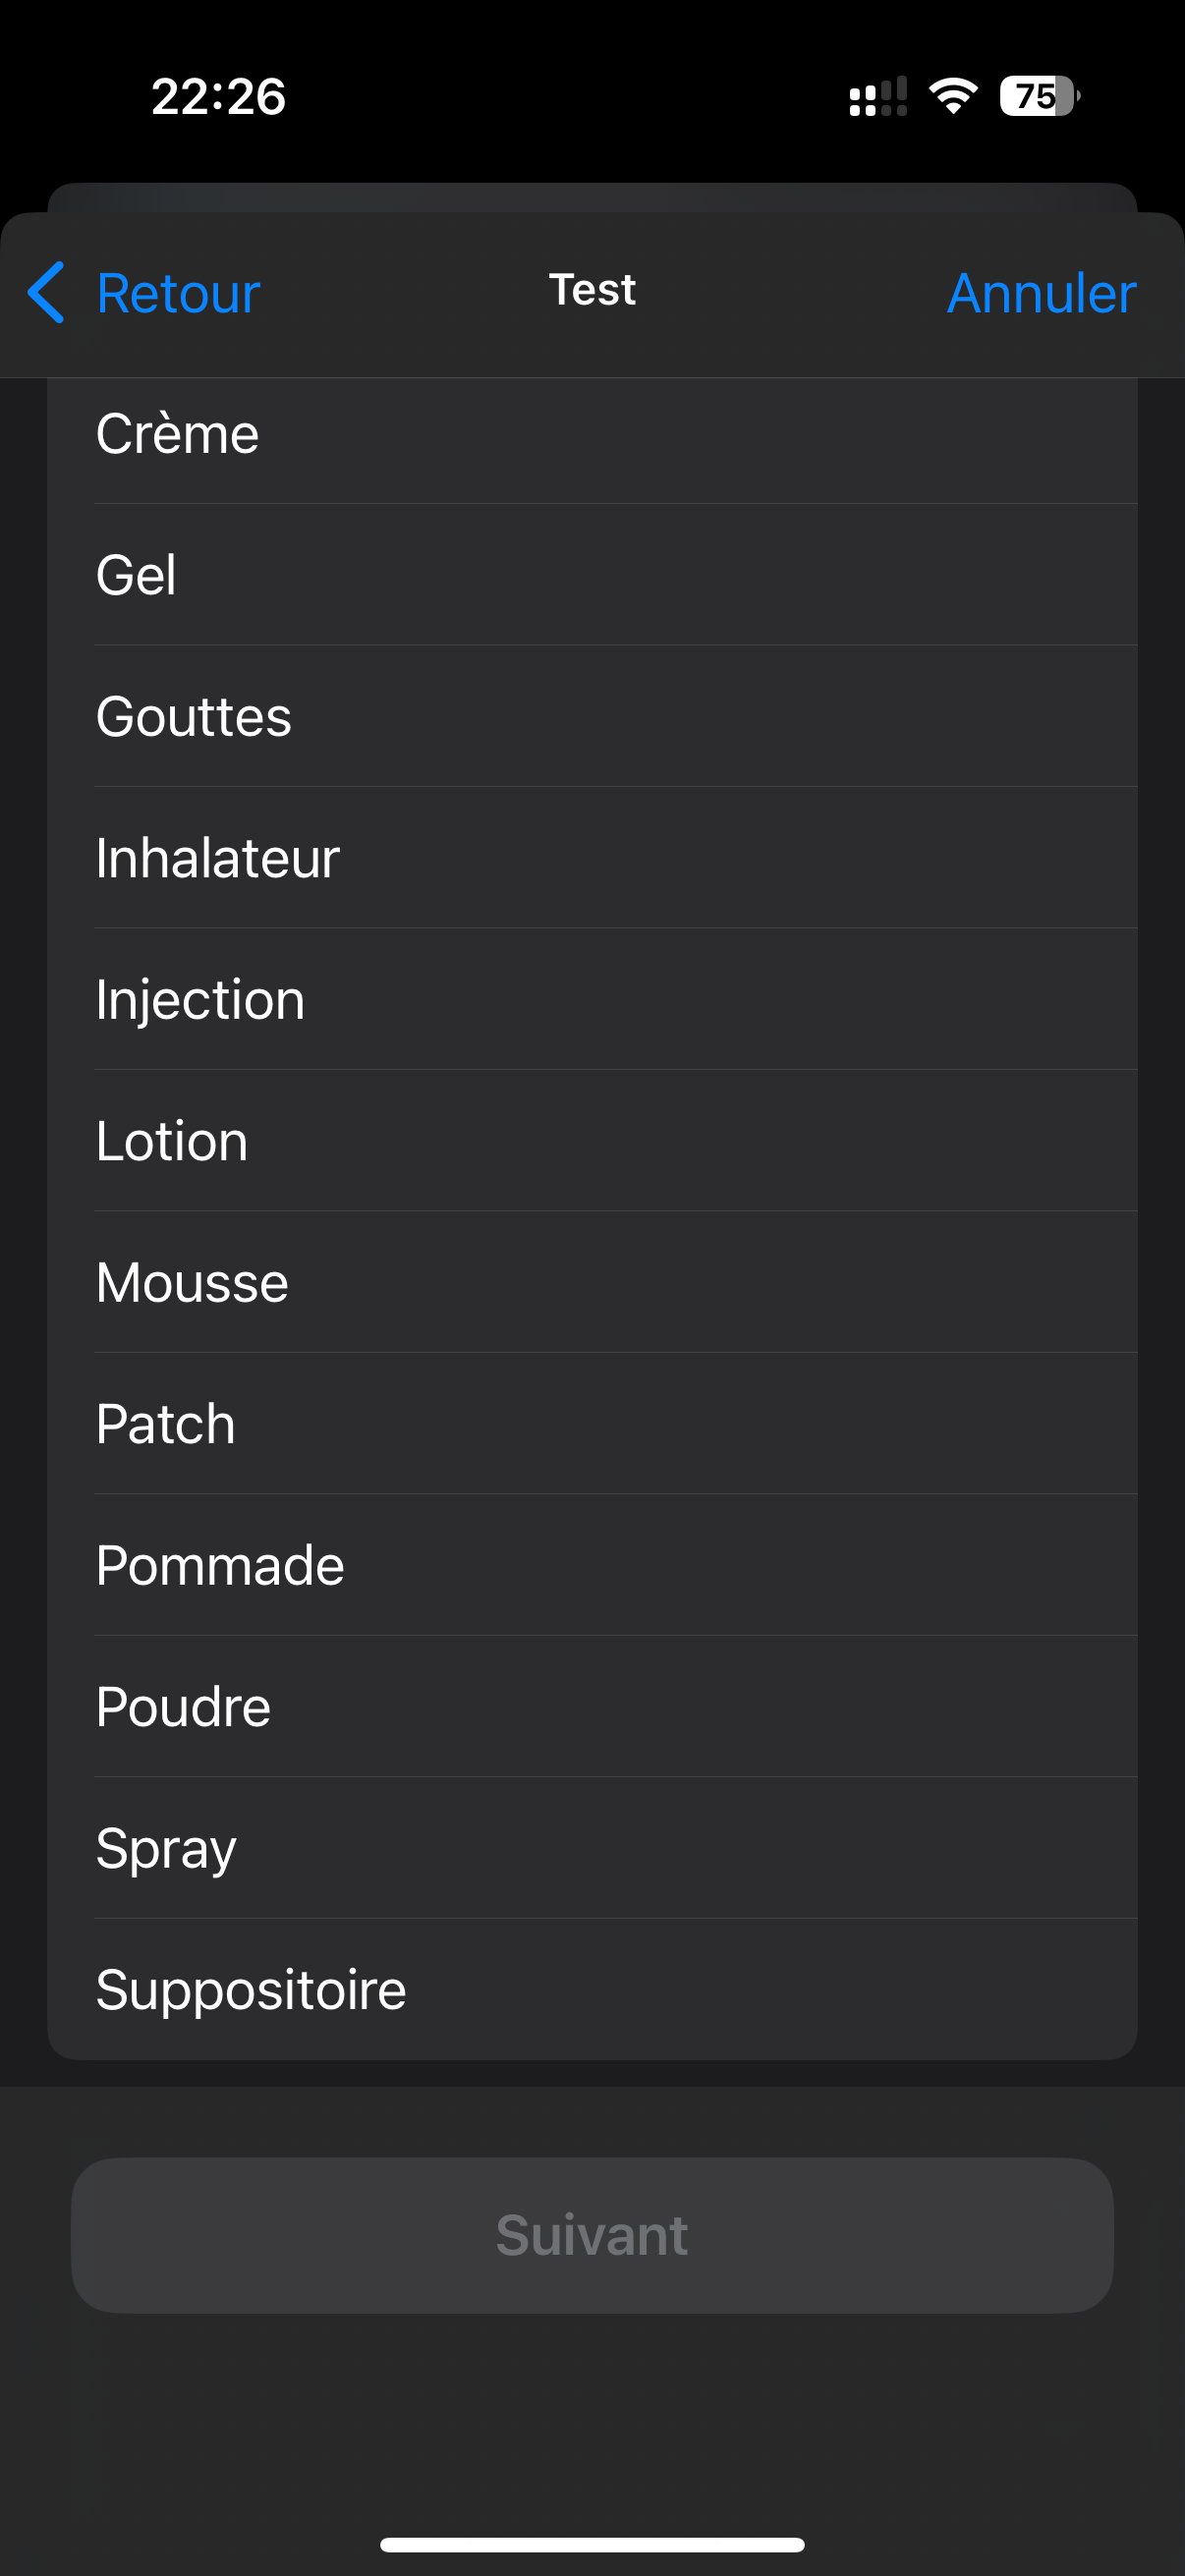 22:26
75
Retour
Test
Annuler
Crème
Gel
Gouttes
Inhalateur
Injection
Lotion
Mousse
Patch
Pommade
Poudre
Spray
Suppositoire
Suivant